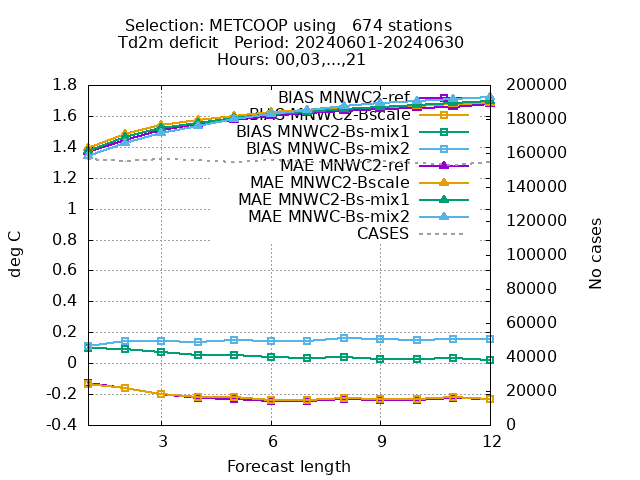 Selection: METCOOP using   674 stations
Td2m deficit   Period: 20240601-20240630
Hours: 00,03,...,21
1.8
1.6
1.4
1.2
1
0.8
0.6
0.4
0.2
0
-0.2
-0.4
deg C
BIAS MNWC2-ref
BIAS MNWC2-Bscale
BIAS MNWC2-Bs-mix1
BIAS MNWC-Bs-mix2
MAE MNWC2-ref
MAE MNWC2-Bscale
MAE MNWC2-Bs-mix1
MAE MNWC-Bs-mix2
CASES
200000
180000
160000
140000
120000
100000
80000
60000
40000
20000
0
No cases
3 6 9 12
Forecast length